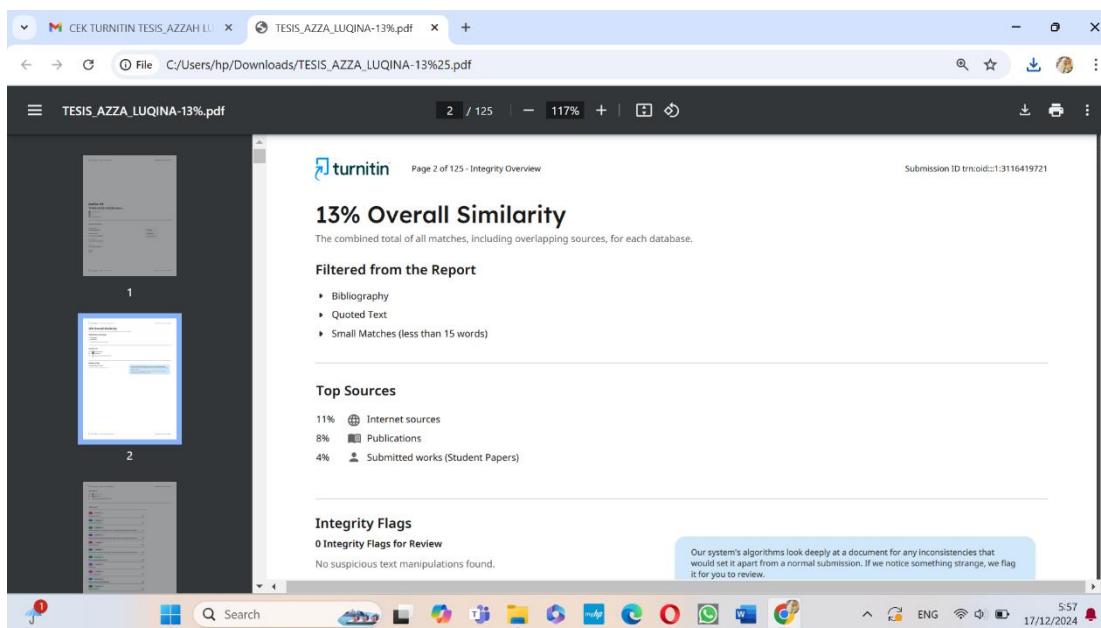 CEK TURNITIN TESIS_AZZAH LU
TESIS_AZZA_LUQINA-13%.pdf
File C:/Users/hp/Downloads/TESIS_AZZA_LUQINA-13%25.pdf
TESIS_AZZA_LUQINA-13%.pdf
2 / 125
117%
1
2
turnitin
Page 2 of 125 - Integrity Overview
Submission ID trn:oid:::1:3116419721
13% Overall Similarity
The combined total of all matches, including overlapping sources, for each database.
Filtered from the Report
Bibliography
Quoted Text
Small Matches (less than 15 words)
Top Sources
11% Internet sources
8% Publications
4% Submitted works (Student Papers)
Integrity Flags
0 Integrity Flags for Review
No suspicious text manipulations found.
Our system's algorithms look deeply at a document for any inconsistencies that
would set it apart from a normal submission. If we notice something strange, we flag
it for you to review.
1
Search
myhp
ENG
5:57
17/12/2024